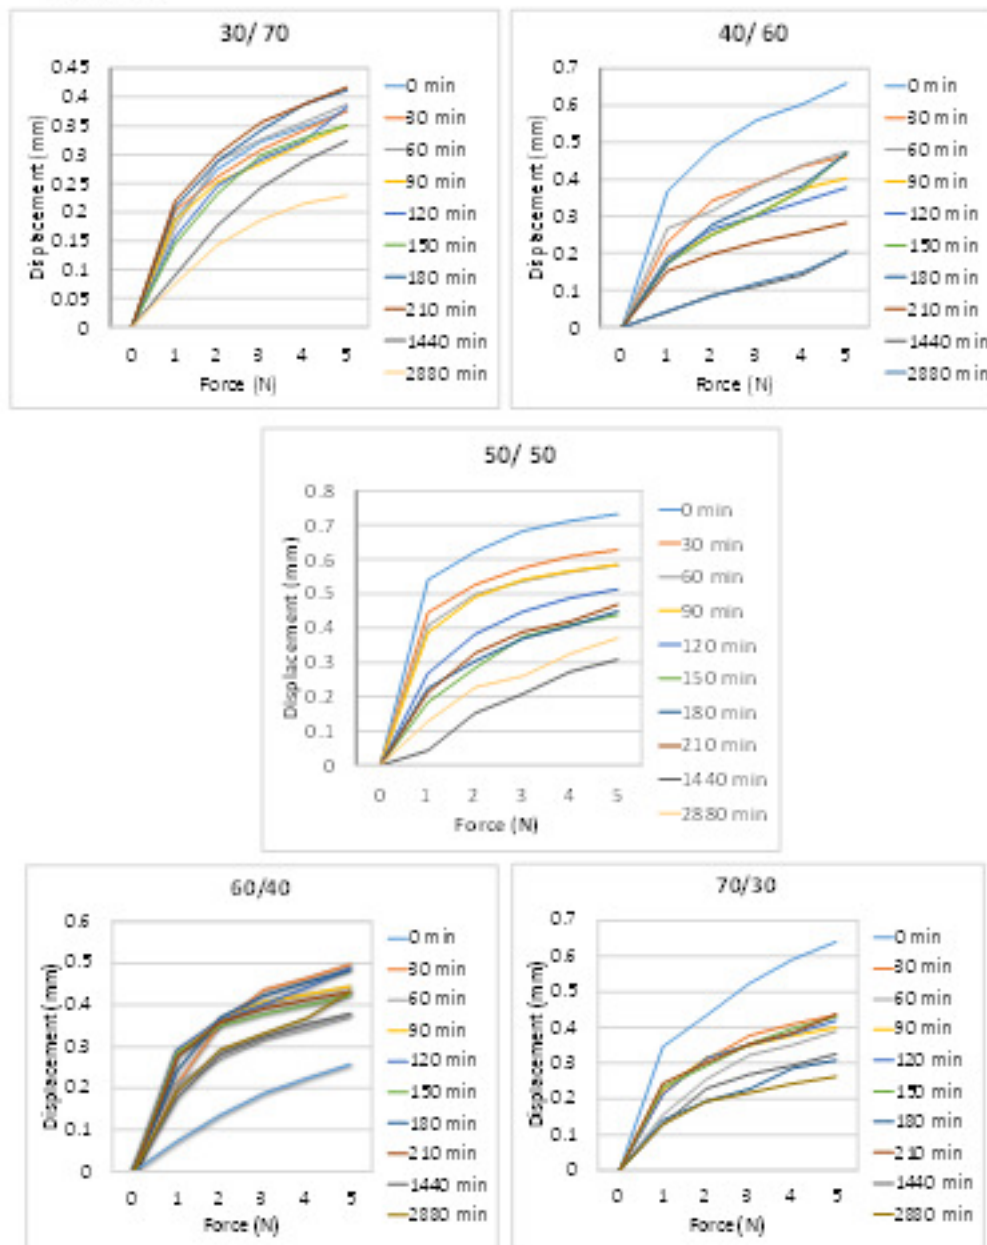 30/ 70
Displacement (mm)
0.45
0.4
0.35
0.3
0.25
0.2
0.15
0.1
0.05
0
0 1 2 3 4 5
Force (N)
0 min
30 min
60 min
90 min
120 min
150 min
180 min
210 min
1440 min
2880 min
40/ 60
Displacement (mm)
0.7
0.6
0.5
0.4
0.3
0.2
0.1
0
0 1 2 3 4 5
Force (N)
0 min
30 min
60 min
90 min
120 min
150 min
180 min
210 min
1440 min
2880 min
50/ 50
Displacement (mm)
0.8
0.7
0.6
0.5
0.4
0.3
0.2
0.1
0
0 1 2 3 4 5
Force (N)
0 min
30 min
60 min
90 min
120 min
150 min
180 min
210 min
1440 min
2880 min
60/40
Displacement (mm)
0.6
0.5
0.4
0.3
0.2
0.1
0
0 1 2 3 4 5
Force (N)
0 min
30 min
60 min
90 min
120 min
150 min
180 min
210 min
1440 min
2880 min
70/30
Displacement (mm)
0.7
0.6
0.5
0.4
0.3
0.2
0.1
0
0 1 2 3 4 5
Force (N)
0 min
30 min
60 min
90 min
120 min
150 min
180 min
210 min
1440 min
2880 min